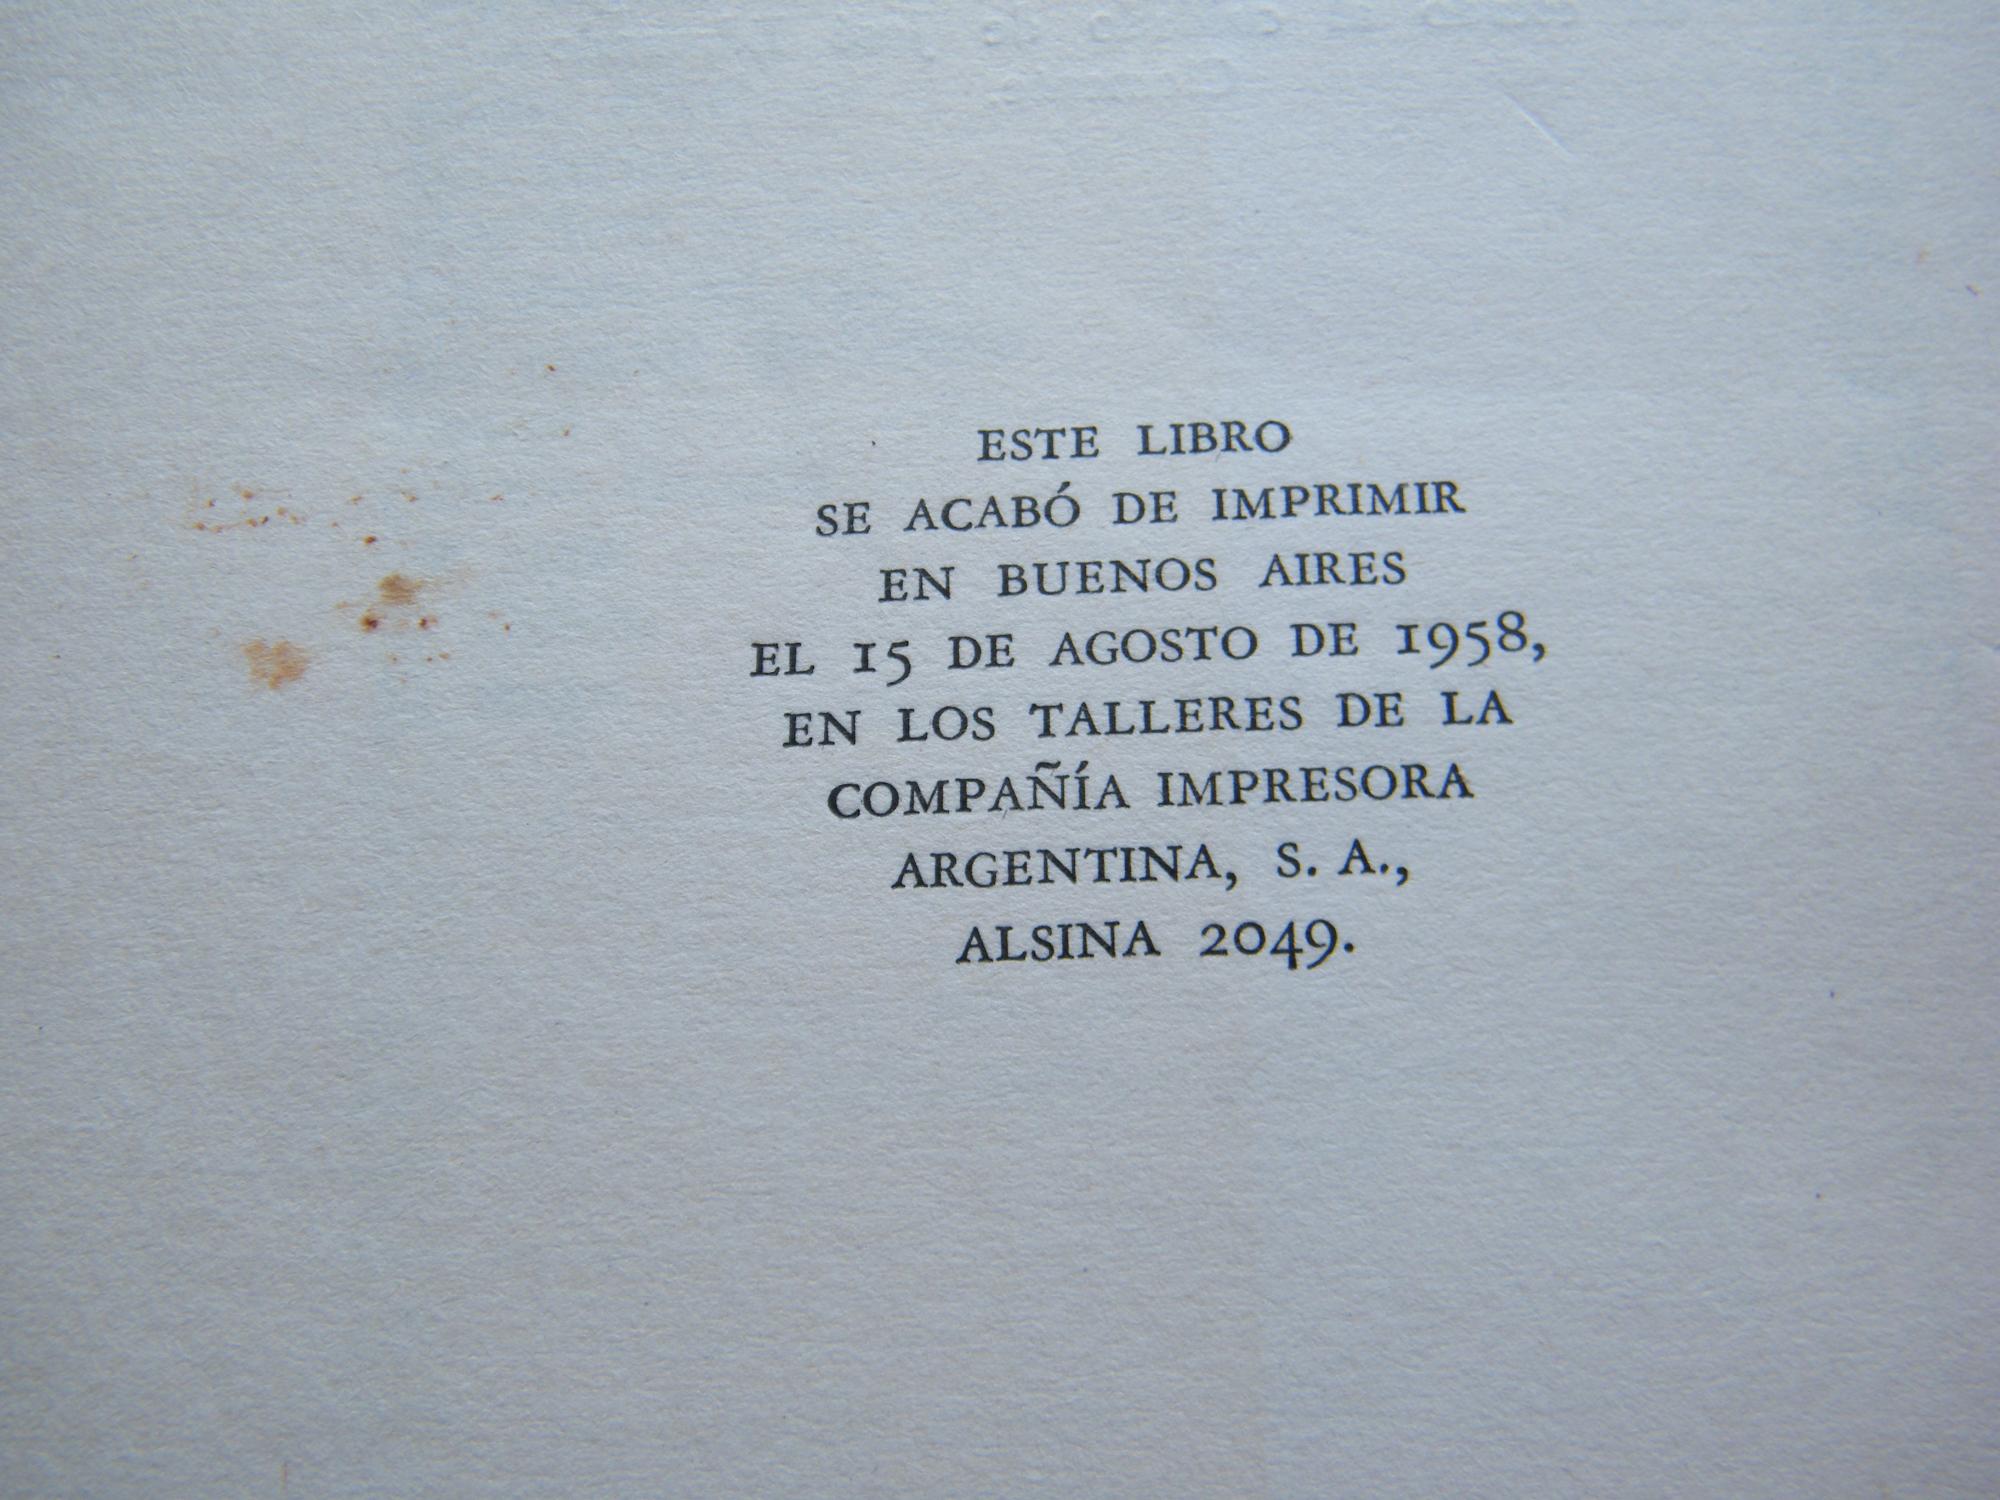 ESTE LIBRO
SE ACABÓ DE IMPRIMIR
EN BUENOS AIRES
EL 15 DE AGOSTO DE 1958,
EN LOS TALLERES DE LA
COMPAÑÍA IMPRESORA
ARGENTINA, S. A.,
ALSINA 2049.